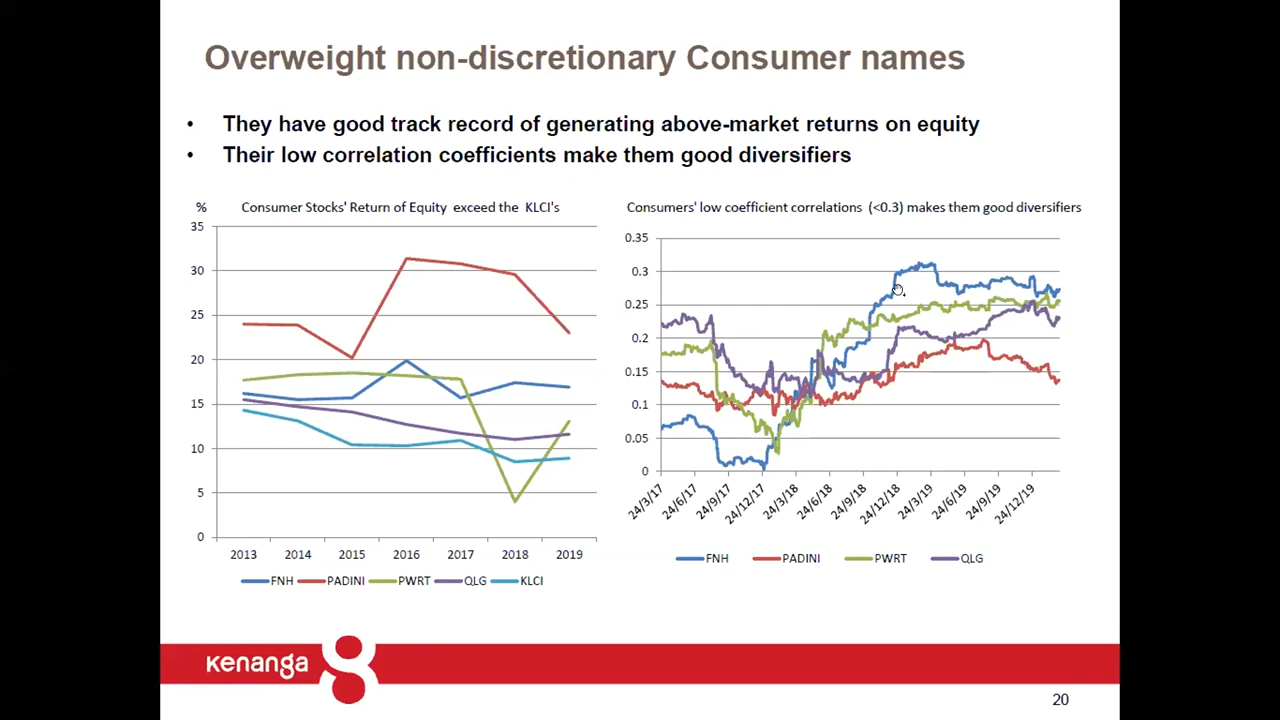 Overweight non-discretionary Consumer names
• They have good track record of generating above-market returns on equity
• Their low correlation coefficients make them good diversifiers
% Consumer Stocks' Return of Equity exceed the KLCI's
35
30
25
20
15
10
5
0
2013 2014 2015 2016 2017 2018 2019
FNH PADINI PWRT QLG KLCI
Consumers' low coefficient correlations (<0.3) makes them good diversifiers
0.35
0.3
0.25
0.2
0.15
0.1
0.05
0
24/3/17 24/6/17 24/9/17 24/12/17 24/3/18 24/6/18 24/9/18 24/12/18 24/3/19 24/6/19 24/9/19 24/12/19
FNH PADINI PWRT QLG
kenanga
20